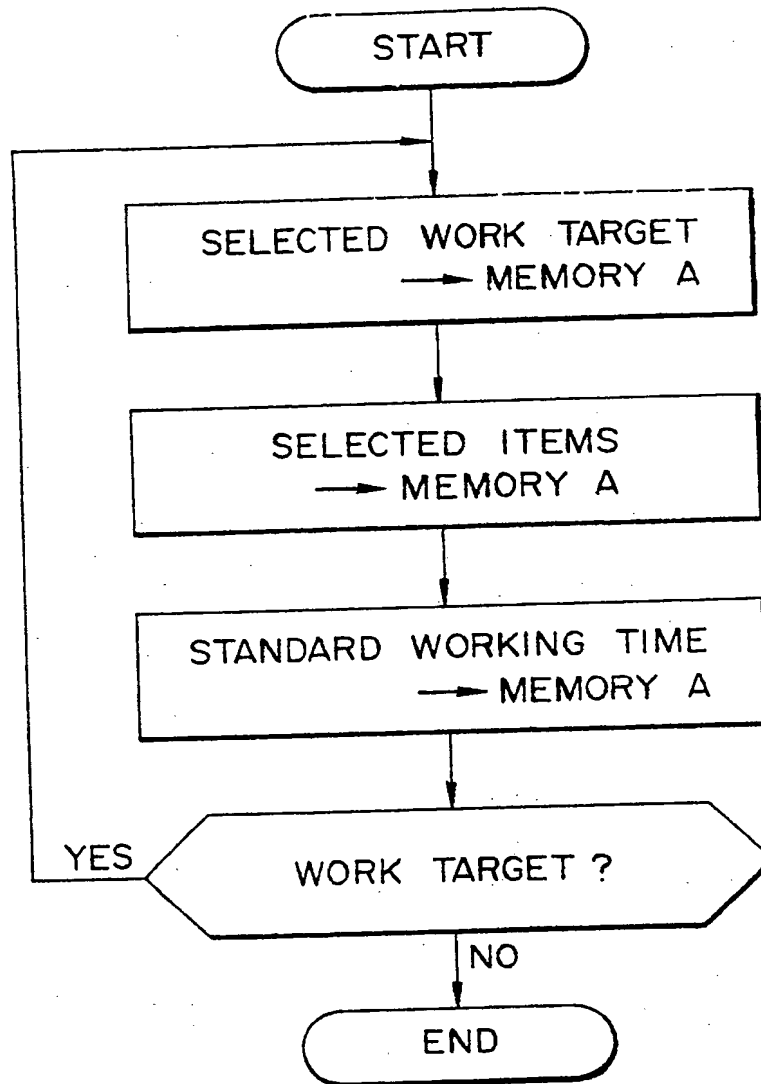 START
SELECTED WORK TARGET
→ MEMORY A
SELECTED ITEMS
→ MEMORY A
STANDARD WORKING TIME
→ MEMORY A
YES
WORK TARGET ?
NO
END